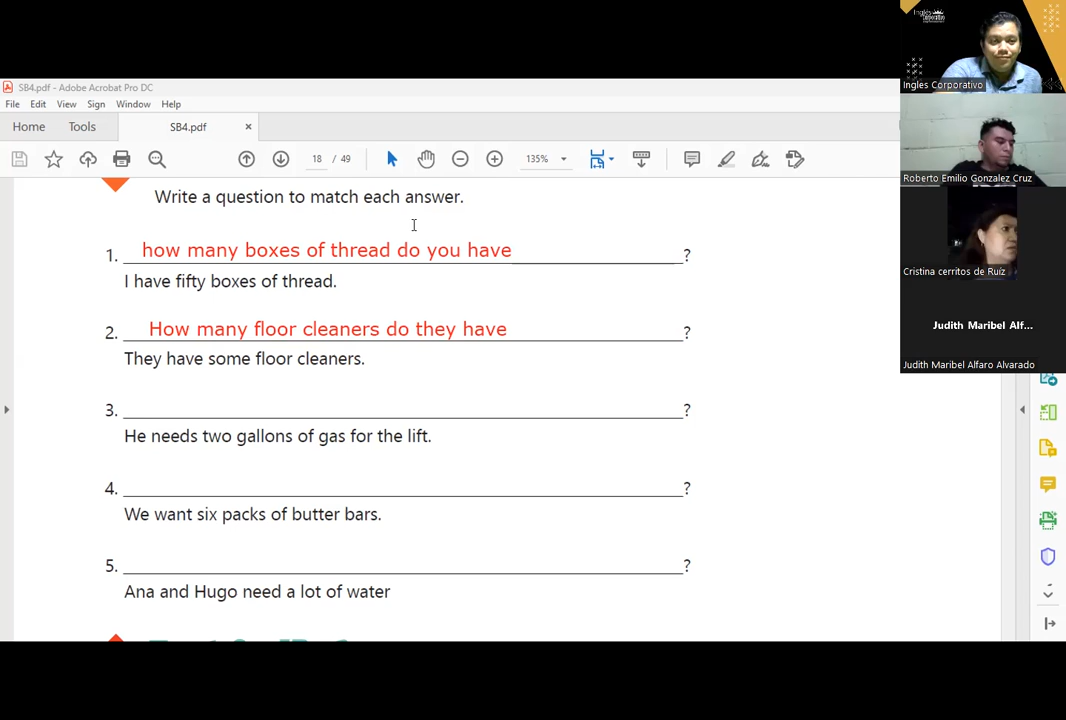 SB4.pdf - Adobe Acrobat Pro DC
File Edit View Sign Window Help
Home Tools SB4.pdf ×
18 / 49 135%
Write a question to match each answer.
1. how many boxes of thread do you have ?
I have fifty boxes of thread.
2. How many floor cleaners do they have ?
They have some floor cleaners.
3. ?
He needs two gallons of gas for the lift.
4. ?
We want six packs of butter bars.
5. ?
Ana and Hugo need a lot of water
Inglés
Corporativo
Ingles Corporativo
Roberto Emilio Gonzalez Cruz
Cristina cerritos de Ruíz
Judith Maribel Alf...
Judith Maribel Alfaro Alvarado